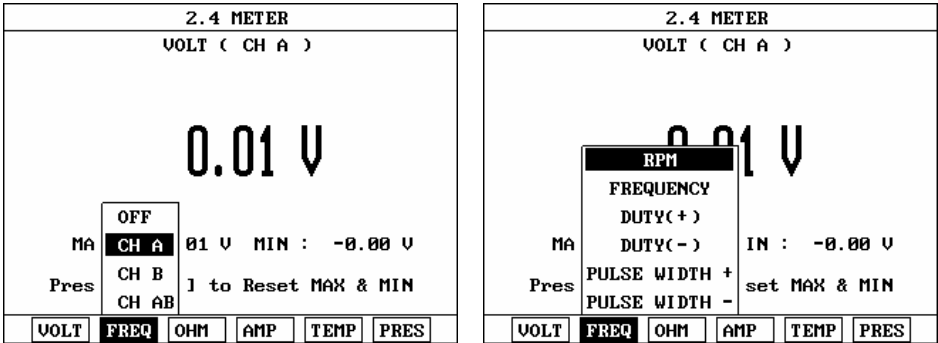 2.4 METER
VOLT ( CH A )
0.01 V
OFF
MA CH A 01 V MIN : -0.00 V
CH B
Pres ] to Reset MAX & MIN
CH AB
VOLT FREQ OHM AMP TEMP PRES
2.4 METER
VOLT ( CH A )
0.01 V
RPM
FREQUENCY
DUTY(+)
MA DUTY(-) IN : -0.00 V
PULSE WIDTH +
Pres set MAX & MIN
PULSE WIDTH -
VOLT FREQ OHM AMP TEMP PRES